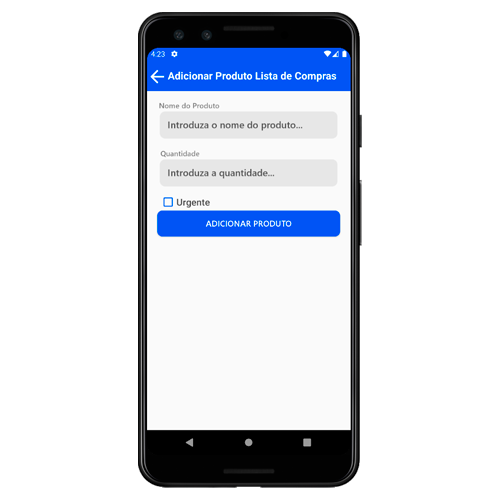 4:23
Adicionar Produto Lista de Compras
Nome do Produto
Introduza o nome do produto...
Quantidade
Introduza a quantidade...
Urgente
ADICIONAR PRODUTO